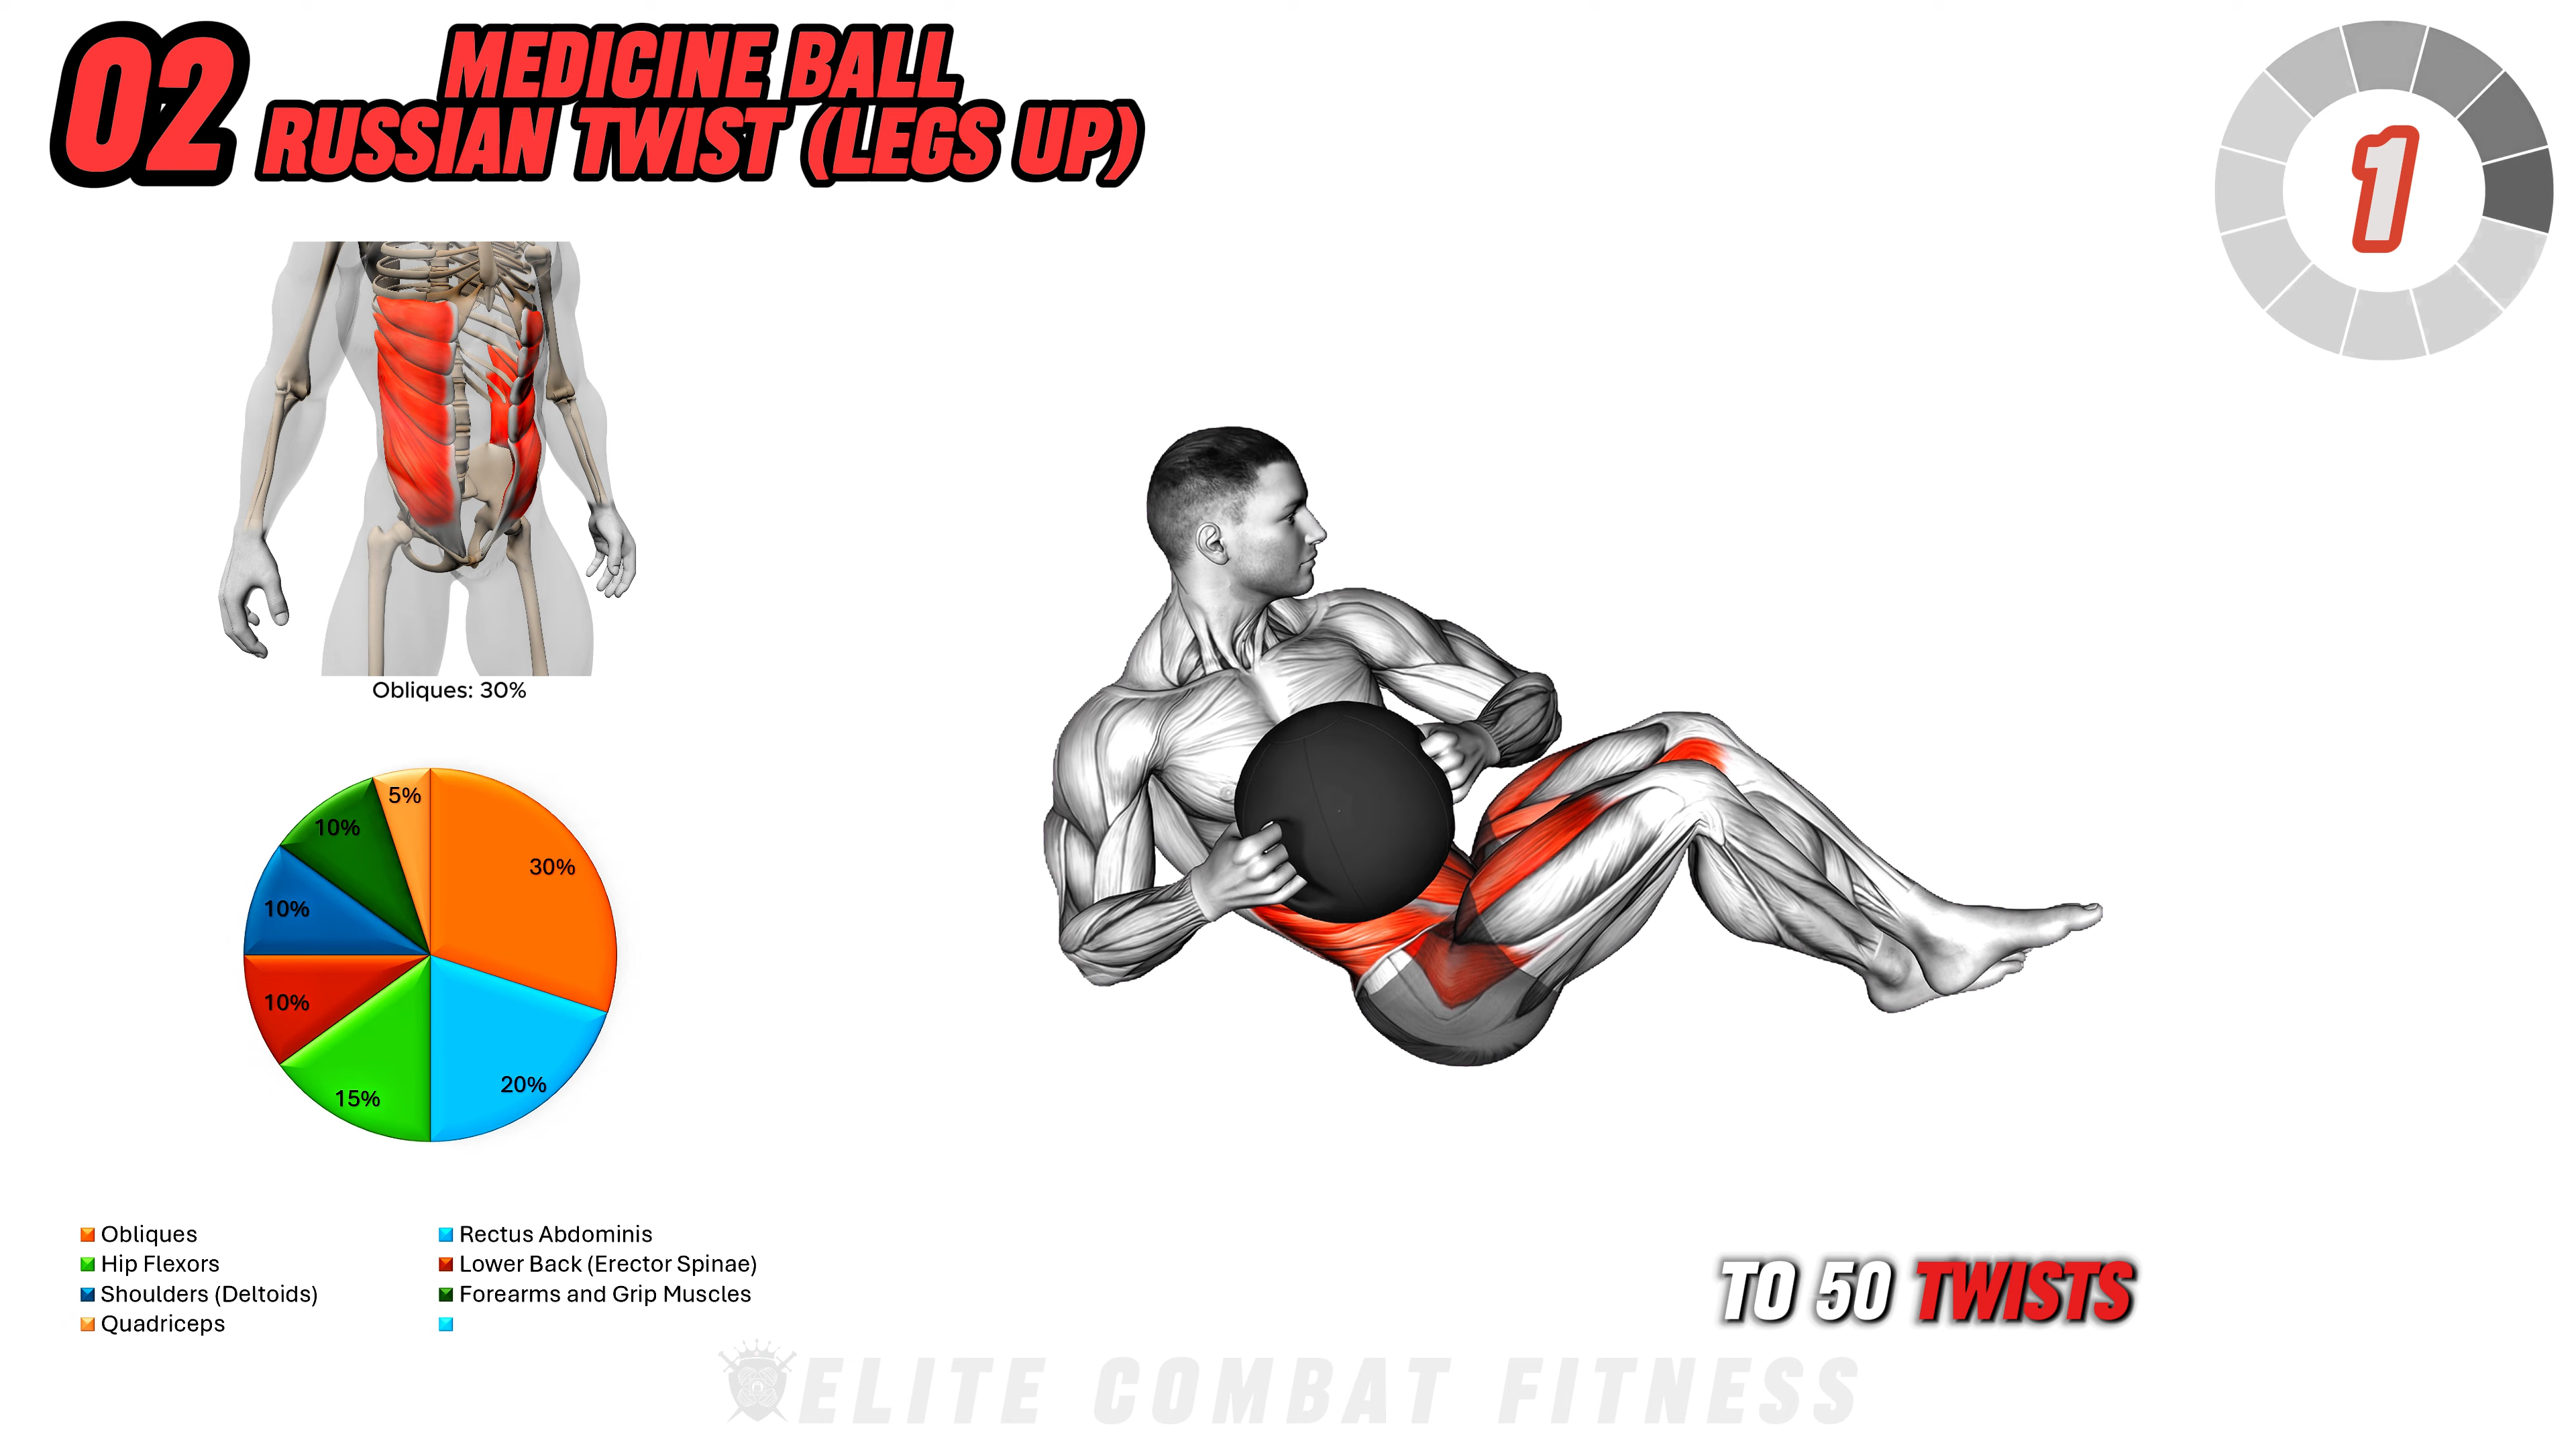 02
MEDICINE BALL
RUSSIAN TWIST (LEGS UP)
1
Obliques: 30%
5%
10%
30%
10%
10%
15%
20%
Obliques
Rectus Abdominis
Hip Flexors
Lower Back (Erector Spinae)
Shoulders (Deltoids)
Forearms and Grip Muscles
Quadriceps
TO 50 TWISTS
ELITE COMBAT FITNESS